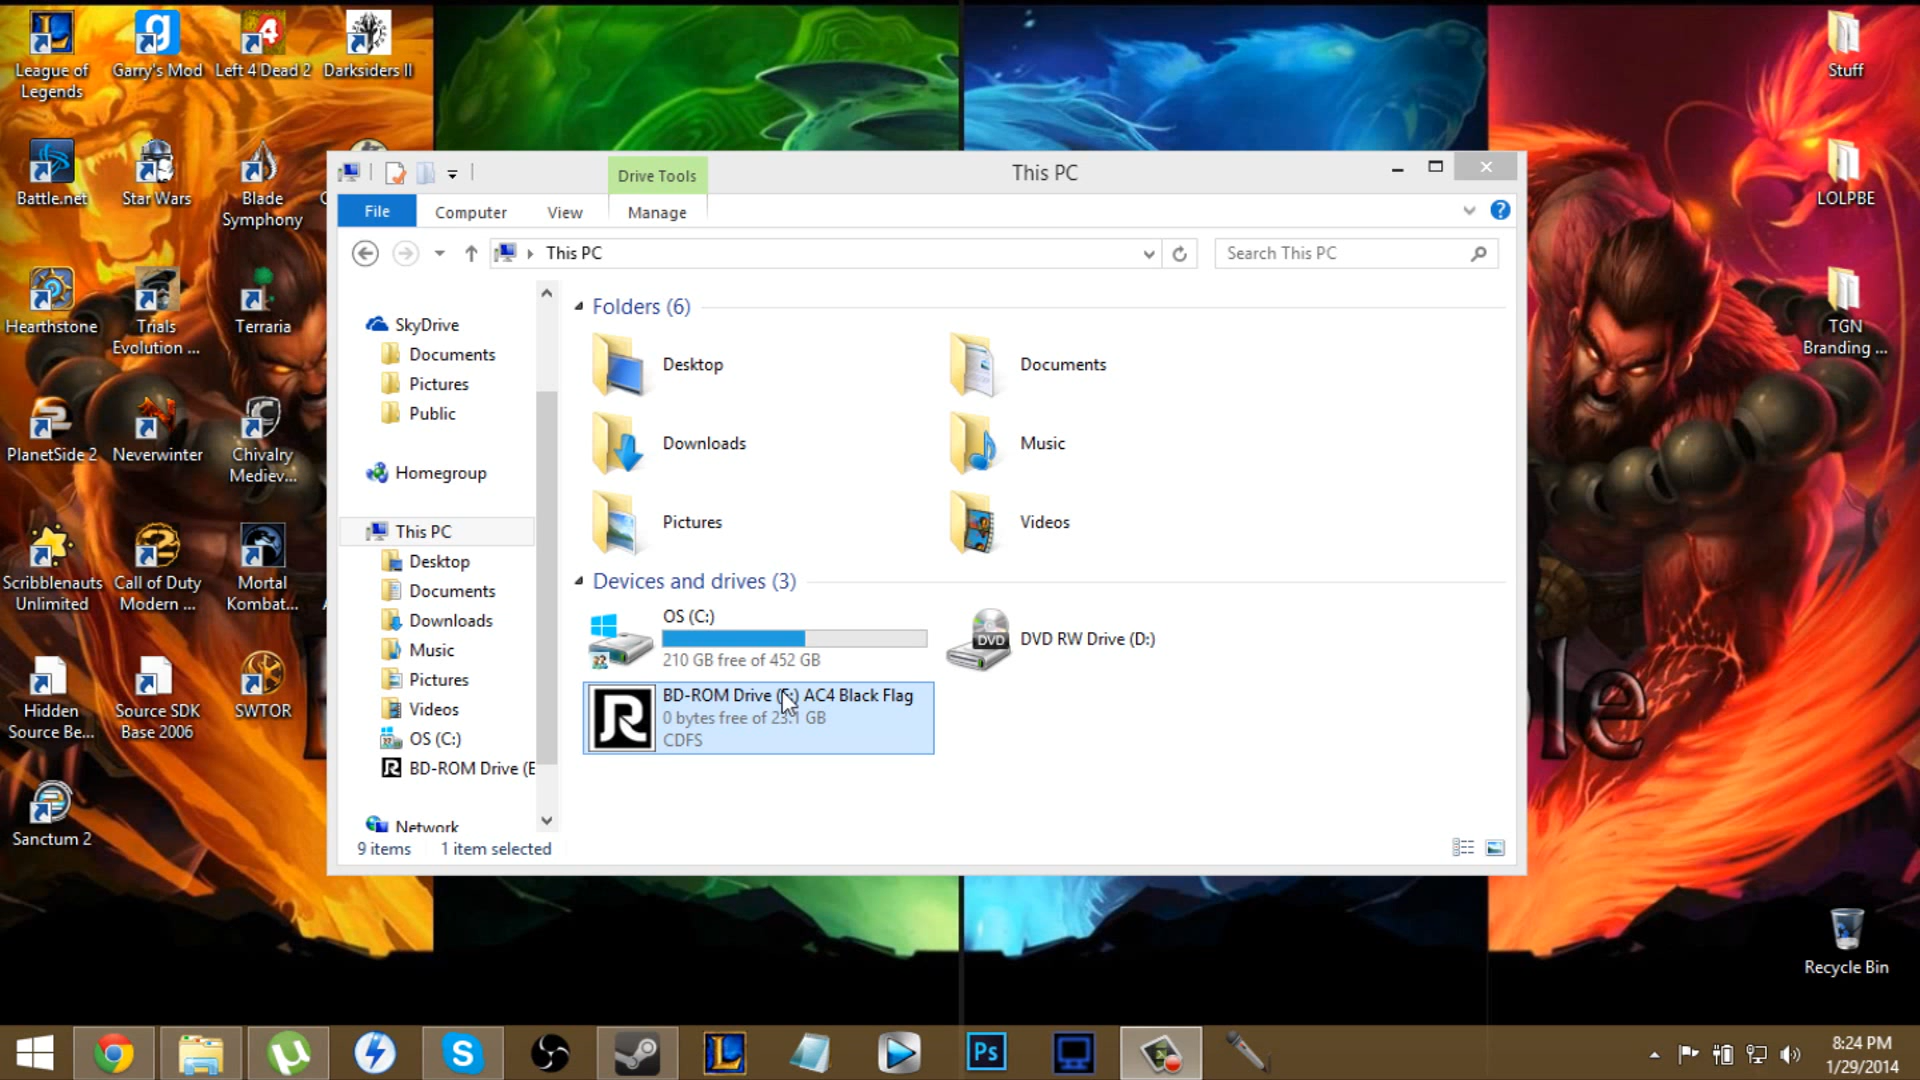 League of
Legends
Garry's Mod
Left 4 Dead 2
Darksiders II
Stuff
Battle.net
Star Wars
Blade
Symphony
LOLPBE
Hearthstone
Trials
Evolution ...
Terraria
TGN
Branding ...
PlanetSide 2
Neverwinter
Chivalry
Mediev...
Scribblenauts
Unlimited
Call of Duty
Modern ...
Mortal
Kombat...
Hidden
Source Be...
Source SDK
Base 2006
SWTOR
Sanctum 2
Recycle Bin
Drive Tools
This PC
File
Computer
View
Manage
This PC
Search This PC
SkyDrive
Documents
Pictures
Public
Homegroup
This PC
Desktop
Documents
Downloads
Music
Pictures
Videos
OS (C:)
BD-ROM Drive (E
Network
Folders (6)
Desktop
Documents
Downloads
Music
Pictures
Videos
Devices and drives (3)
OS (C:)
210 GB free of 452 GB
DVD
DVD RW Drive (D:)
BD-ROM Drive AC4 Black Flag
0 bytes free of 23.1 GB
CDFS
9 items
1 item selected
Ps
8:24 PM
1/29/2014